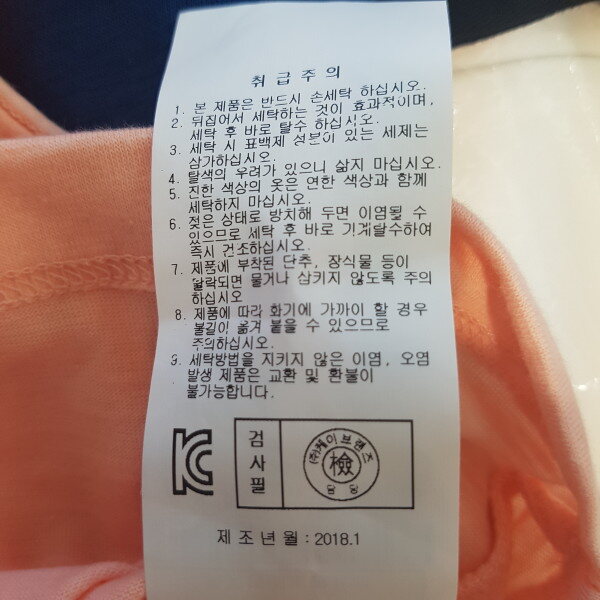 취급주의
1. 본 제품은 반드시 손세탁 하십시오.
2. 뒤집어서 세탁하는 것이 효과적이며,
세탁 후 바로 탈수 하십시오.
3. 세탁 시 표백제 성분이 있는 세제는
삼가하십시오.
4. 탈색의 우려가 있으니 삶지 마십시오.
5. 진한 색상의 옷은 연한 색상과 함께
세탁하지 마십시오.
6. 젖은 상태로 방치해 두면 이염될 수
있으므로 세탁 후 바로 기계탈수하여
즉시 건조하십시오.
7. 제품에 부착된 단추, 장식물 등이
탈락되면 물거나 삼키지 않도록 주의
하십시오
8. 제품에 따라 화기에 가까이 할 경우
불길이 옮겨 붙을 수 있으므로
주의하십시오.
9. 세탁방법을 지키지 않은 이염, 오염
발생 제품은 교환 및 환불이
불가능합니다.
KC
검사필
(주)케이브랜즈
檢
제조년월:2018.1